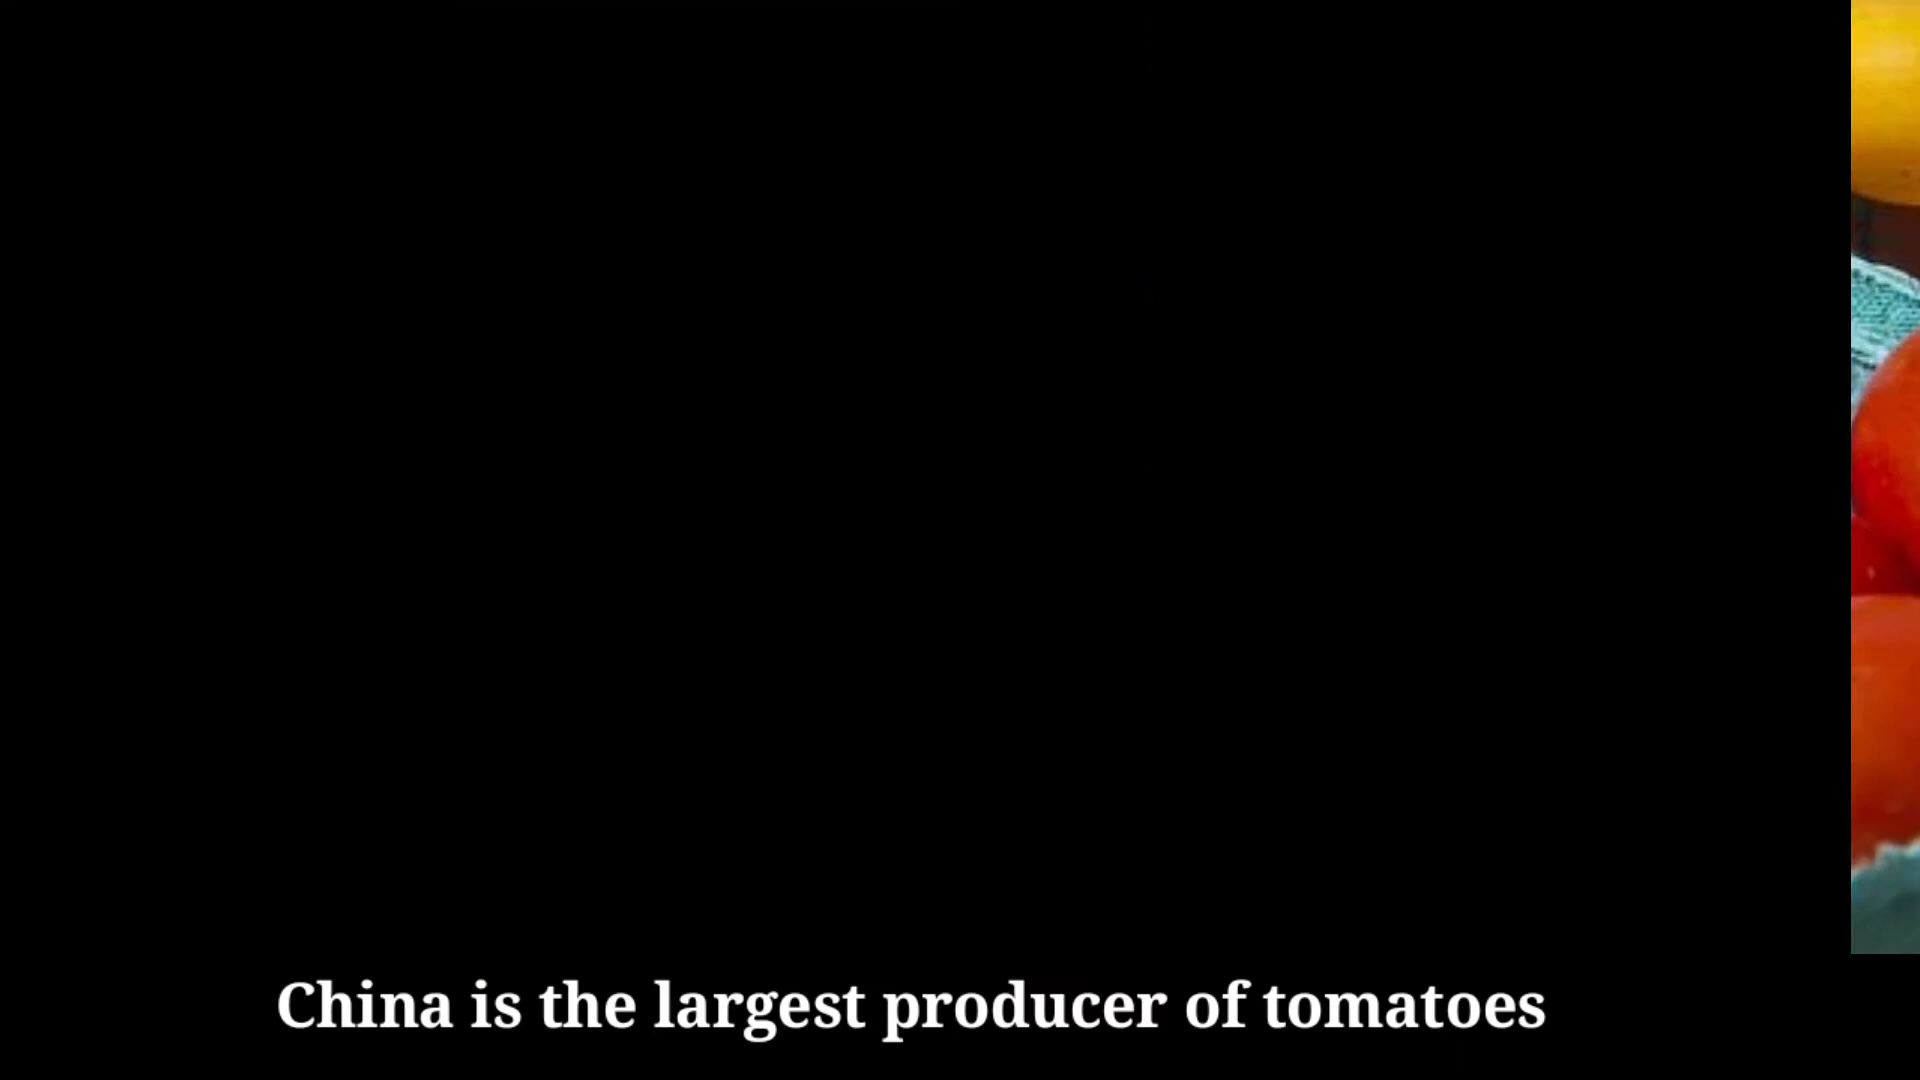 China is the largest producer of tomatoes